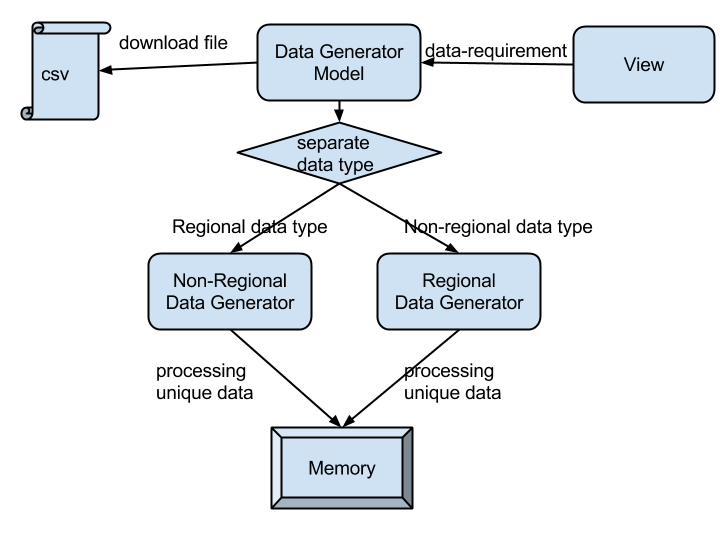 download file
csv
Data Generator
Model
data-requirement
View
separate
data type
Regional data type
Non-regional data type
Non-Regional
Data Generator
Regional
Data Generator
processing
unique data
processing
unique data
Memory